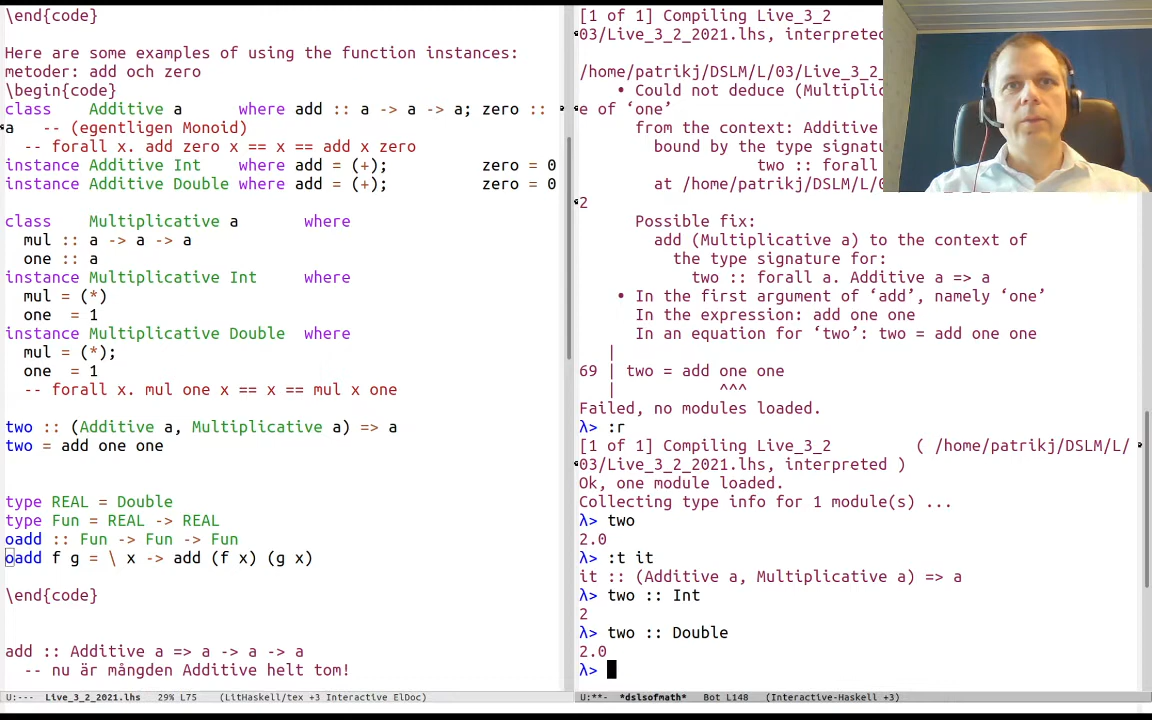 \end{code}
Here are some examples of using the function instances:
metoder: add och zero
\begin{code}
class    Additive a      where add :: a -> a -> a; zero ::
a   -- (egentligen Monoid)
  -- forall x. add zero x == x == add x zero
instance Additive Int    where add = (+);          zero = 0
instance Additive Double where add = (+);          zero = 0
class    Multiplicative a       where
  mul :: a -> a -> a
  one :: a
instance Multiplicative Int     where
  mul = (*)
  one  = 1
instance Multiplicative Double  where
  mul = (*);
  one  = 1
  -- forall x. mul one x == x == mul x one
two :: (Additive a, Multiplicative a) => a
two = add one one
type REAL = Double
type Fun = REAL -> REAL
oadd :: Fun -> Fun -> Fun
oadd f g = \ x -> add (f x) (g x)
\end{code}
add :: Additive a => a -> a -> a
  -- nu är mängden Additive helt tom!
U:---  Live_3_2_2021.lhs   29% L75    (LitHaskell/tex +3 Interactive ElDoc)
[1 of 1] Compiling Live_3_2
03/Live_3_2_2021.lhs, interpreted
/home/patrikj/DSLM/L/03/Live_3_2_
    • Could not deduce (Multiplic
e of ‘one’
      from the context: Additive
        bound by the type signatu
                   two :: forall
        at /home/patrikj/DSLM/L/0
2
      Possible fix:
        add (Multiplicative a) to the context of
          the type signature for:
            two :: forall a. Additive a => a
    • In the first argument of ‘add’, namely ‘one’
      In the expression: add one one
      In an equation for ‘two’: two = add one one
   |
69 | two = add one one
   |           ^^^
Failed, no modules loaded.
λ> :r
[1 of 1] Compiling Live_3_2         ( /home/patrikj/DSLM/L/
03/Live_3_2_2021.lhs, interpreted )
Ok, one module loaded.
Collecting type info for 1 module(s) ...
λ> two
2.0
λ> :t it
it :: (Additive a, Multiplicative a) => a
λ> two :: Int
2
λ> two :: Double
2.0
λ>
U:**-  *dslsofmath*   Bot L148   (Interactive-Haskell +3)